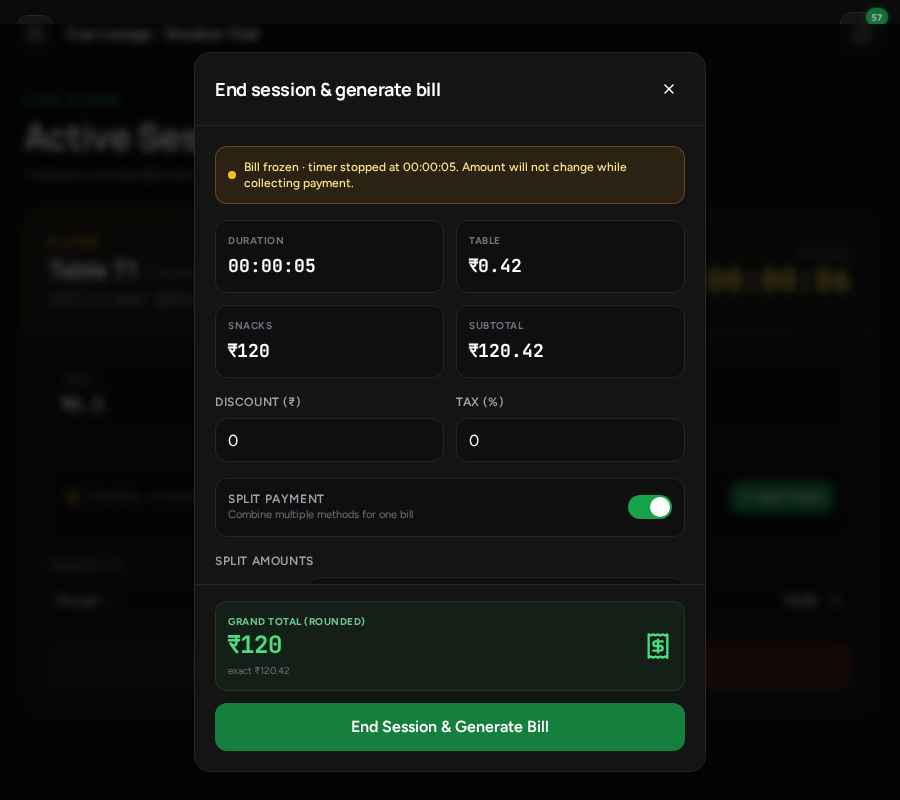 57
End session & generate bill
Bill frozen · timer stopped at 00:00:05. Amount will not change while
collecting payment.
DURATION
TABLE
00:00:05
₹0.42
SNACKS
SUBTOTAL
₹120
₹120.42
DISCOUNT (₹)
TAX (%)
0
0
SPLIT PAYMENT
Combine multiple methods for one bill
SPLIT AMOUNTS
GRAND TOTAL (ROUNDED)
₹120
exact ₹120.42
End Session & Generate Bill